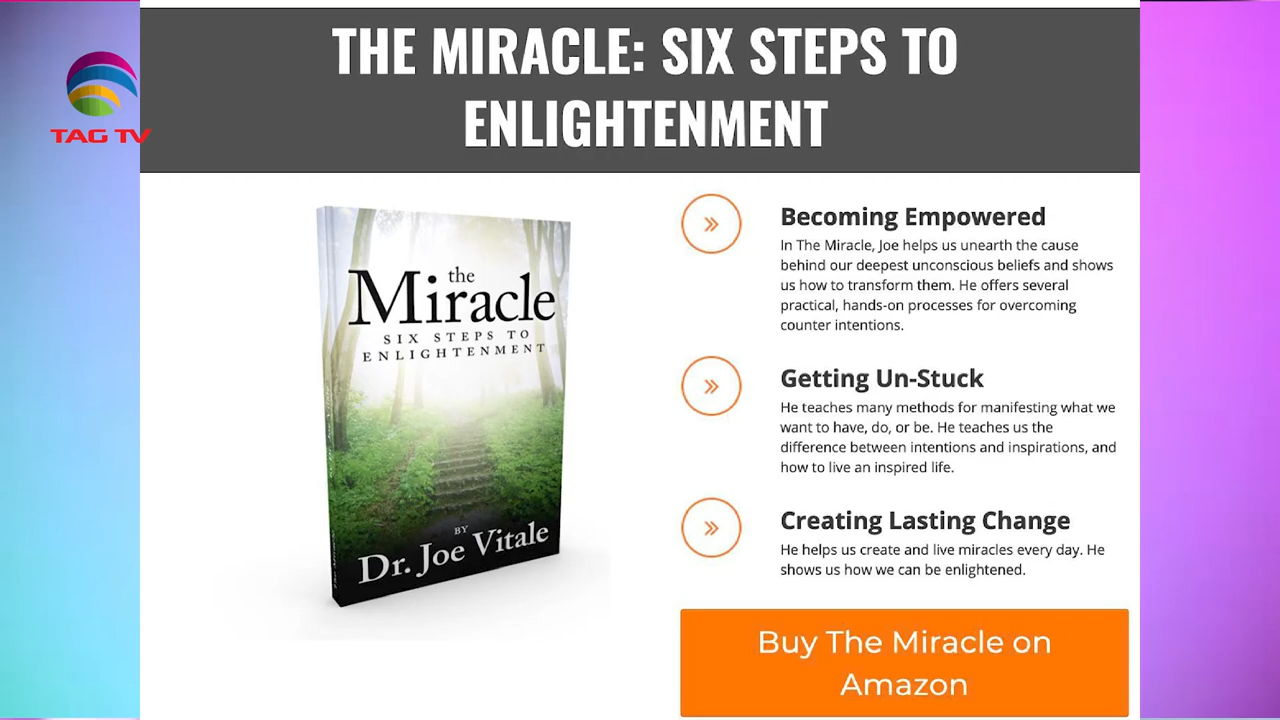 THE MIRACLE: SIX STEPS TO
ENLIGHTENMENT
TAG TV
the
Miracle
SIX STEPS TO
ENLIGHTENMENT
BY
Dr. Joe Vitale
Becoming Empowered
In The Miracle, Joe helps us unearth the cause
behind our deepest unconscious beliefs and shows
us how to transform them. He offers several
practical, hands-on processes for overcoming
counter intentions.
Getting Un-Stuck
He teaches many methods for manifesting what we
want to have, do, or be. He teaches us the
difference between intentions and inspirations, and
how to live an inspired life.
Creating Lasting Change
He helps us create and live miracles every day. He
shows us how we can be enlightened.
Buy The Miracle on
Amazon